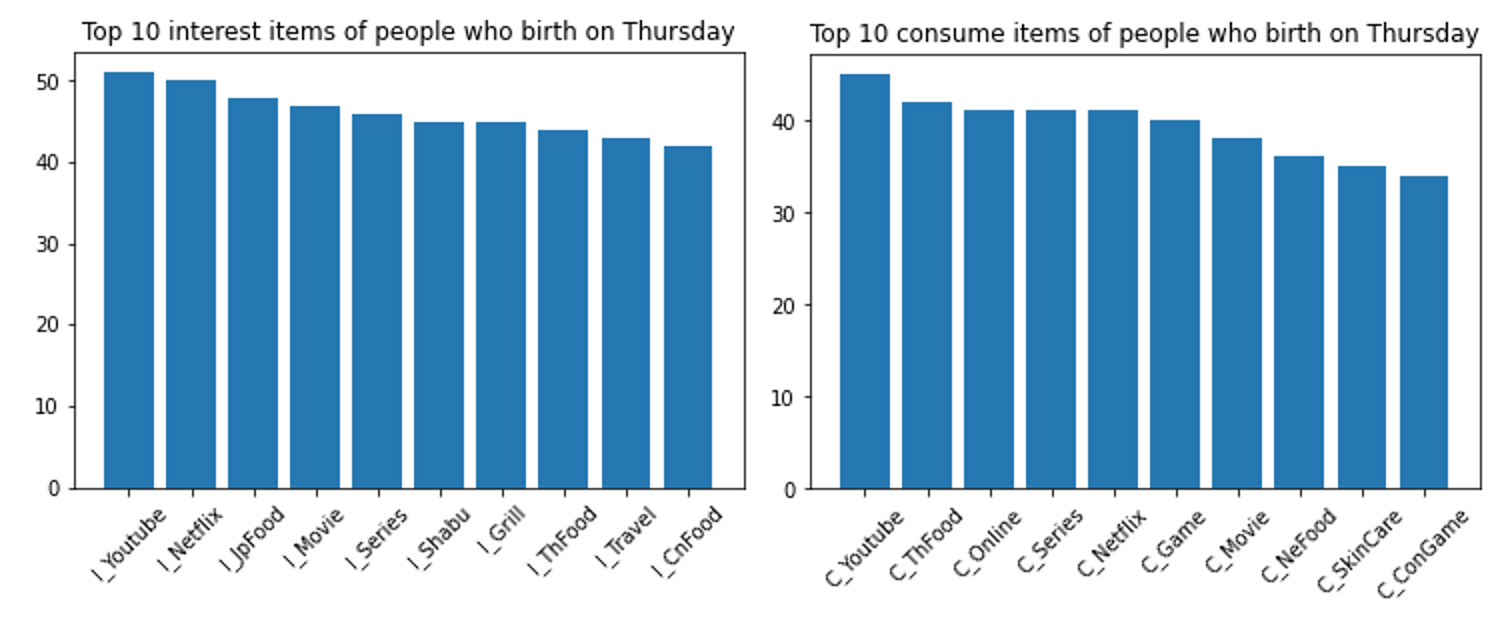 Top 10 interest items of people who birth on Thursday
50
40
30
20
10
0
I_Youtube
I_Netflix
I_JpFood
I_Movie
I_Series
I_Shabu
I_Grill
I_ThFood
I_Travel
I_CnFood
Top 10 consume items of people who birth on Thursday
40
30
20
10
0
C_Youtube
C_ThFood
C_Online
C_Series
C_Netflix
C_Game
C_Movie
C_NeFood
C_SkinCare
C_ConGame